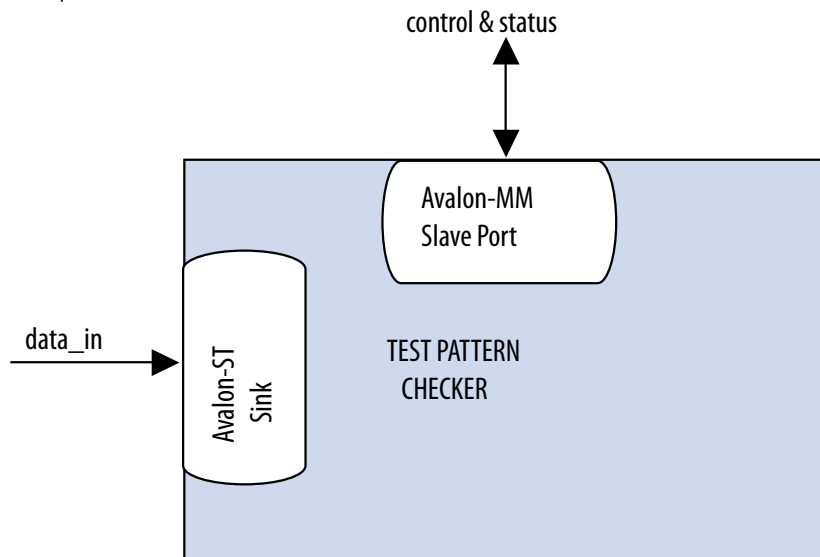 control & status
Avalon-MM
Slave Port
data_in
Avalon-ST
Sink
TEST PATTERN
CHECKER